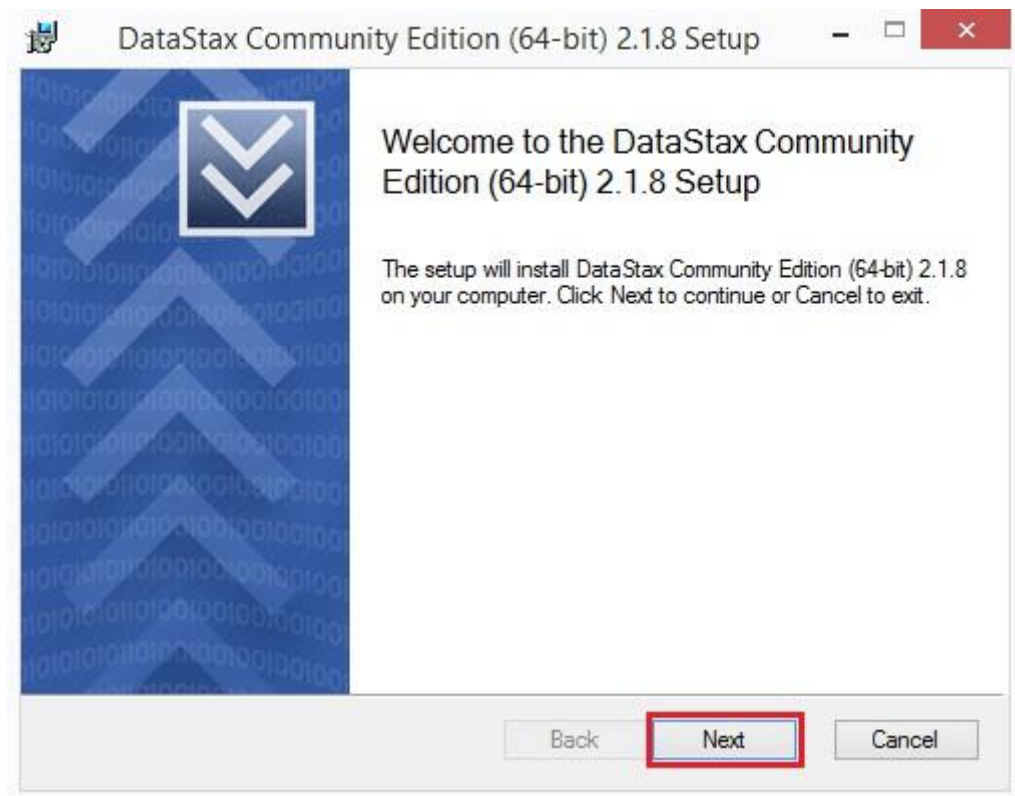 DataStax Community Edition (64-bit) 2.1.8 Setup
Welcome to the DataStax Community
Edition (64-bit) 2.1.8 Setup
The setup will install DataStax Community Edition (64-bit) 2.1.8
on your computer. Click Next to continue or Cancel to exit.
Back Next Cancel